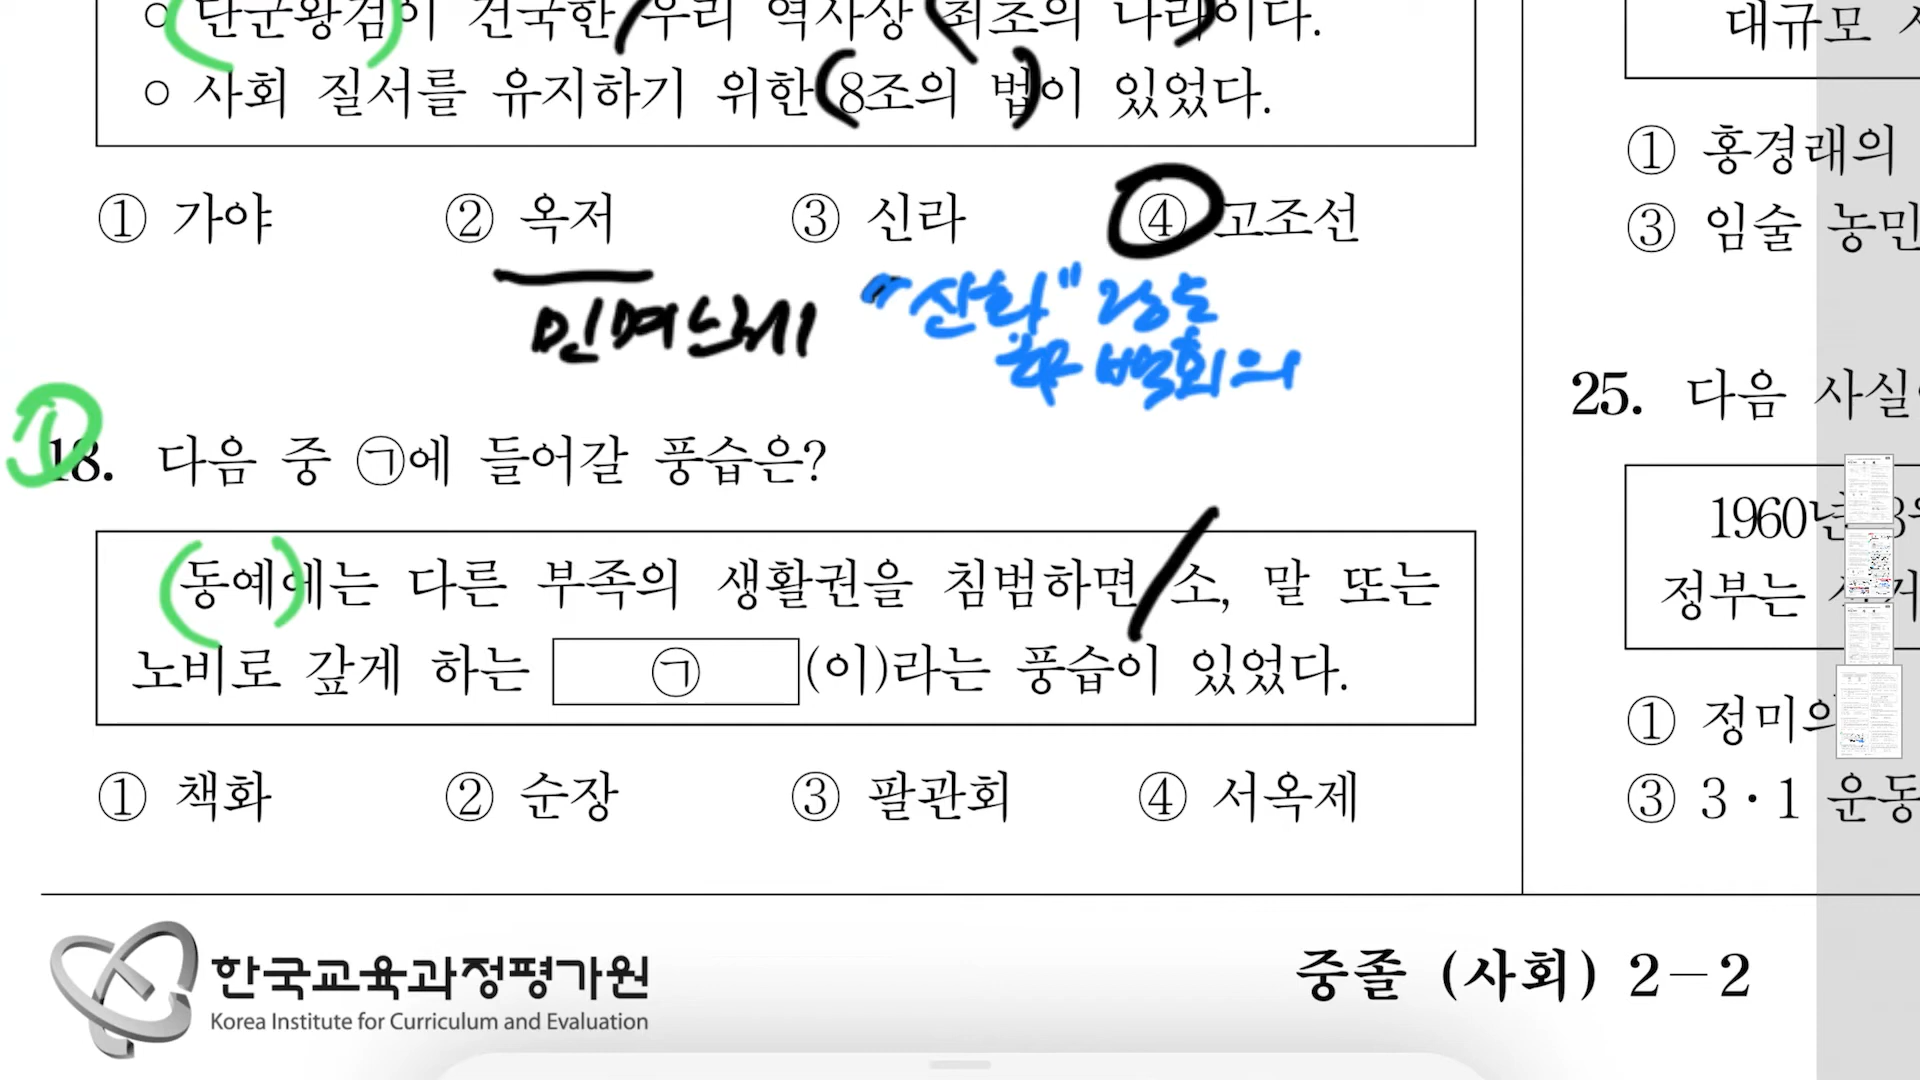 ○ 단군왕검이 건국한 우리 역사상 최초의 나라이다.
○ 사회 질서를 유지하기 위한 8조의 법이 있었다.
① 가야 ② 옥저 ③ 신라 ④ 고조선
민며느리
18. 다음 중 ㉠에 들어갈 풍습은?
동예에는 다른 부족의 생활권을 침범하면 소, 말 또는
노비로 갚게 하는 ㉠ (이)라는 풍습이 있었다.
① 책화 ② 순장 ③ 팔관회 ④ 서옥제
한국교육과정평가원
Korea Institute for Curriculum and Evaluation
중졸 (사회) 2-2
대규모
① 홍경래의
③ 임술 농민
25. 다음 사실
1960년
정부는
① 정미의
③ 3·1 운동